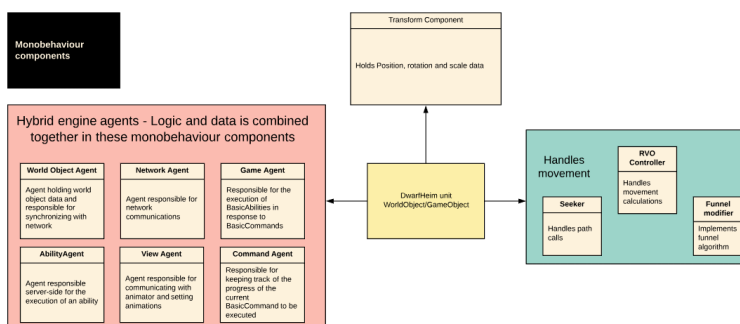 Monobehaviour
components
Transform Component
Holds Position, rotation and scale data
Hybrid engine agents - Logic and data is combined
together in these monobehaviour components
World Object Agent
Agent holding world
object data and
responsible for
synchronizing with
network
Network Agent
Agent responsible for
network
communications
Game Agent
Responsible for the
execution of
BasicAbilities in
response to
BasicCommands
AbilityAgent
Agent responsible
server-side for the
execution of an ability
View Agent
Agent responsible for
communicating with
animator and setting
animations
Command Agent
Responsible for
keeping track of the
progress of the
current
BasicCommand to be
executed
DwarfHeim unit
WorldObject/GameObject
Handles
movement
RVO
Controller
Handles
movement
calculations
Seeker
Handles path
calls
Funnel
modifier
Implements
funnel
algorithm